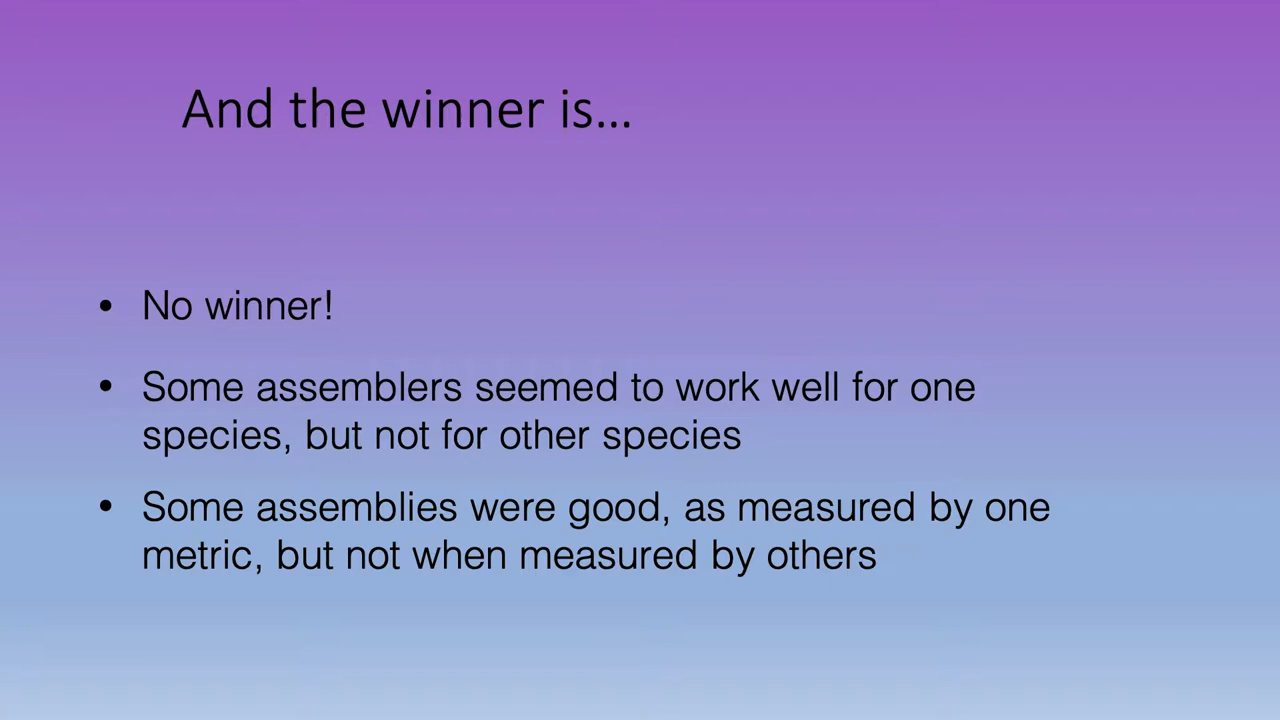 And the winner is...
• No winner!
• Some assemblers seemed to work well for one
species, but not for other species
• Some assemblies were good, as measured by one
metric, but not when measured by others